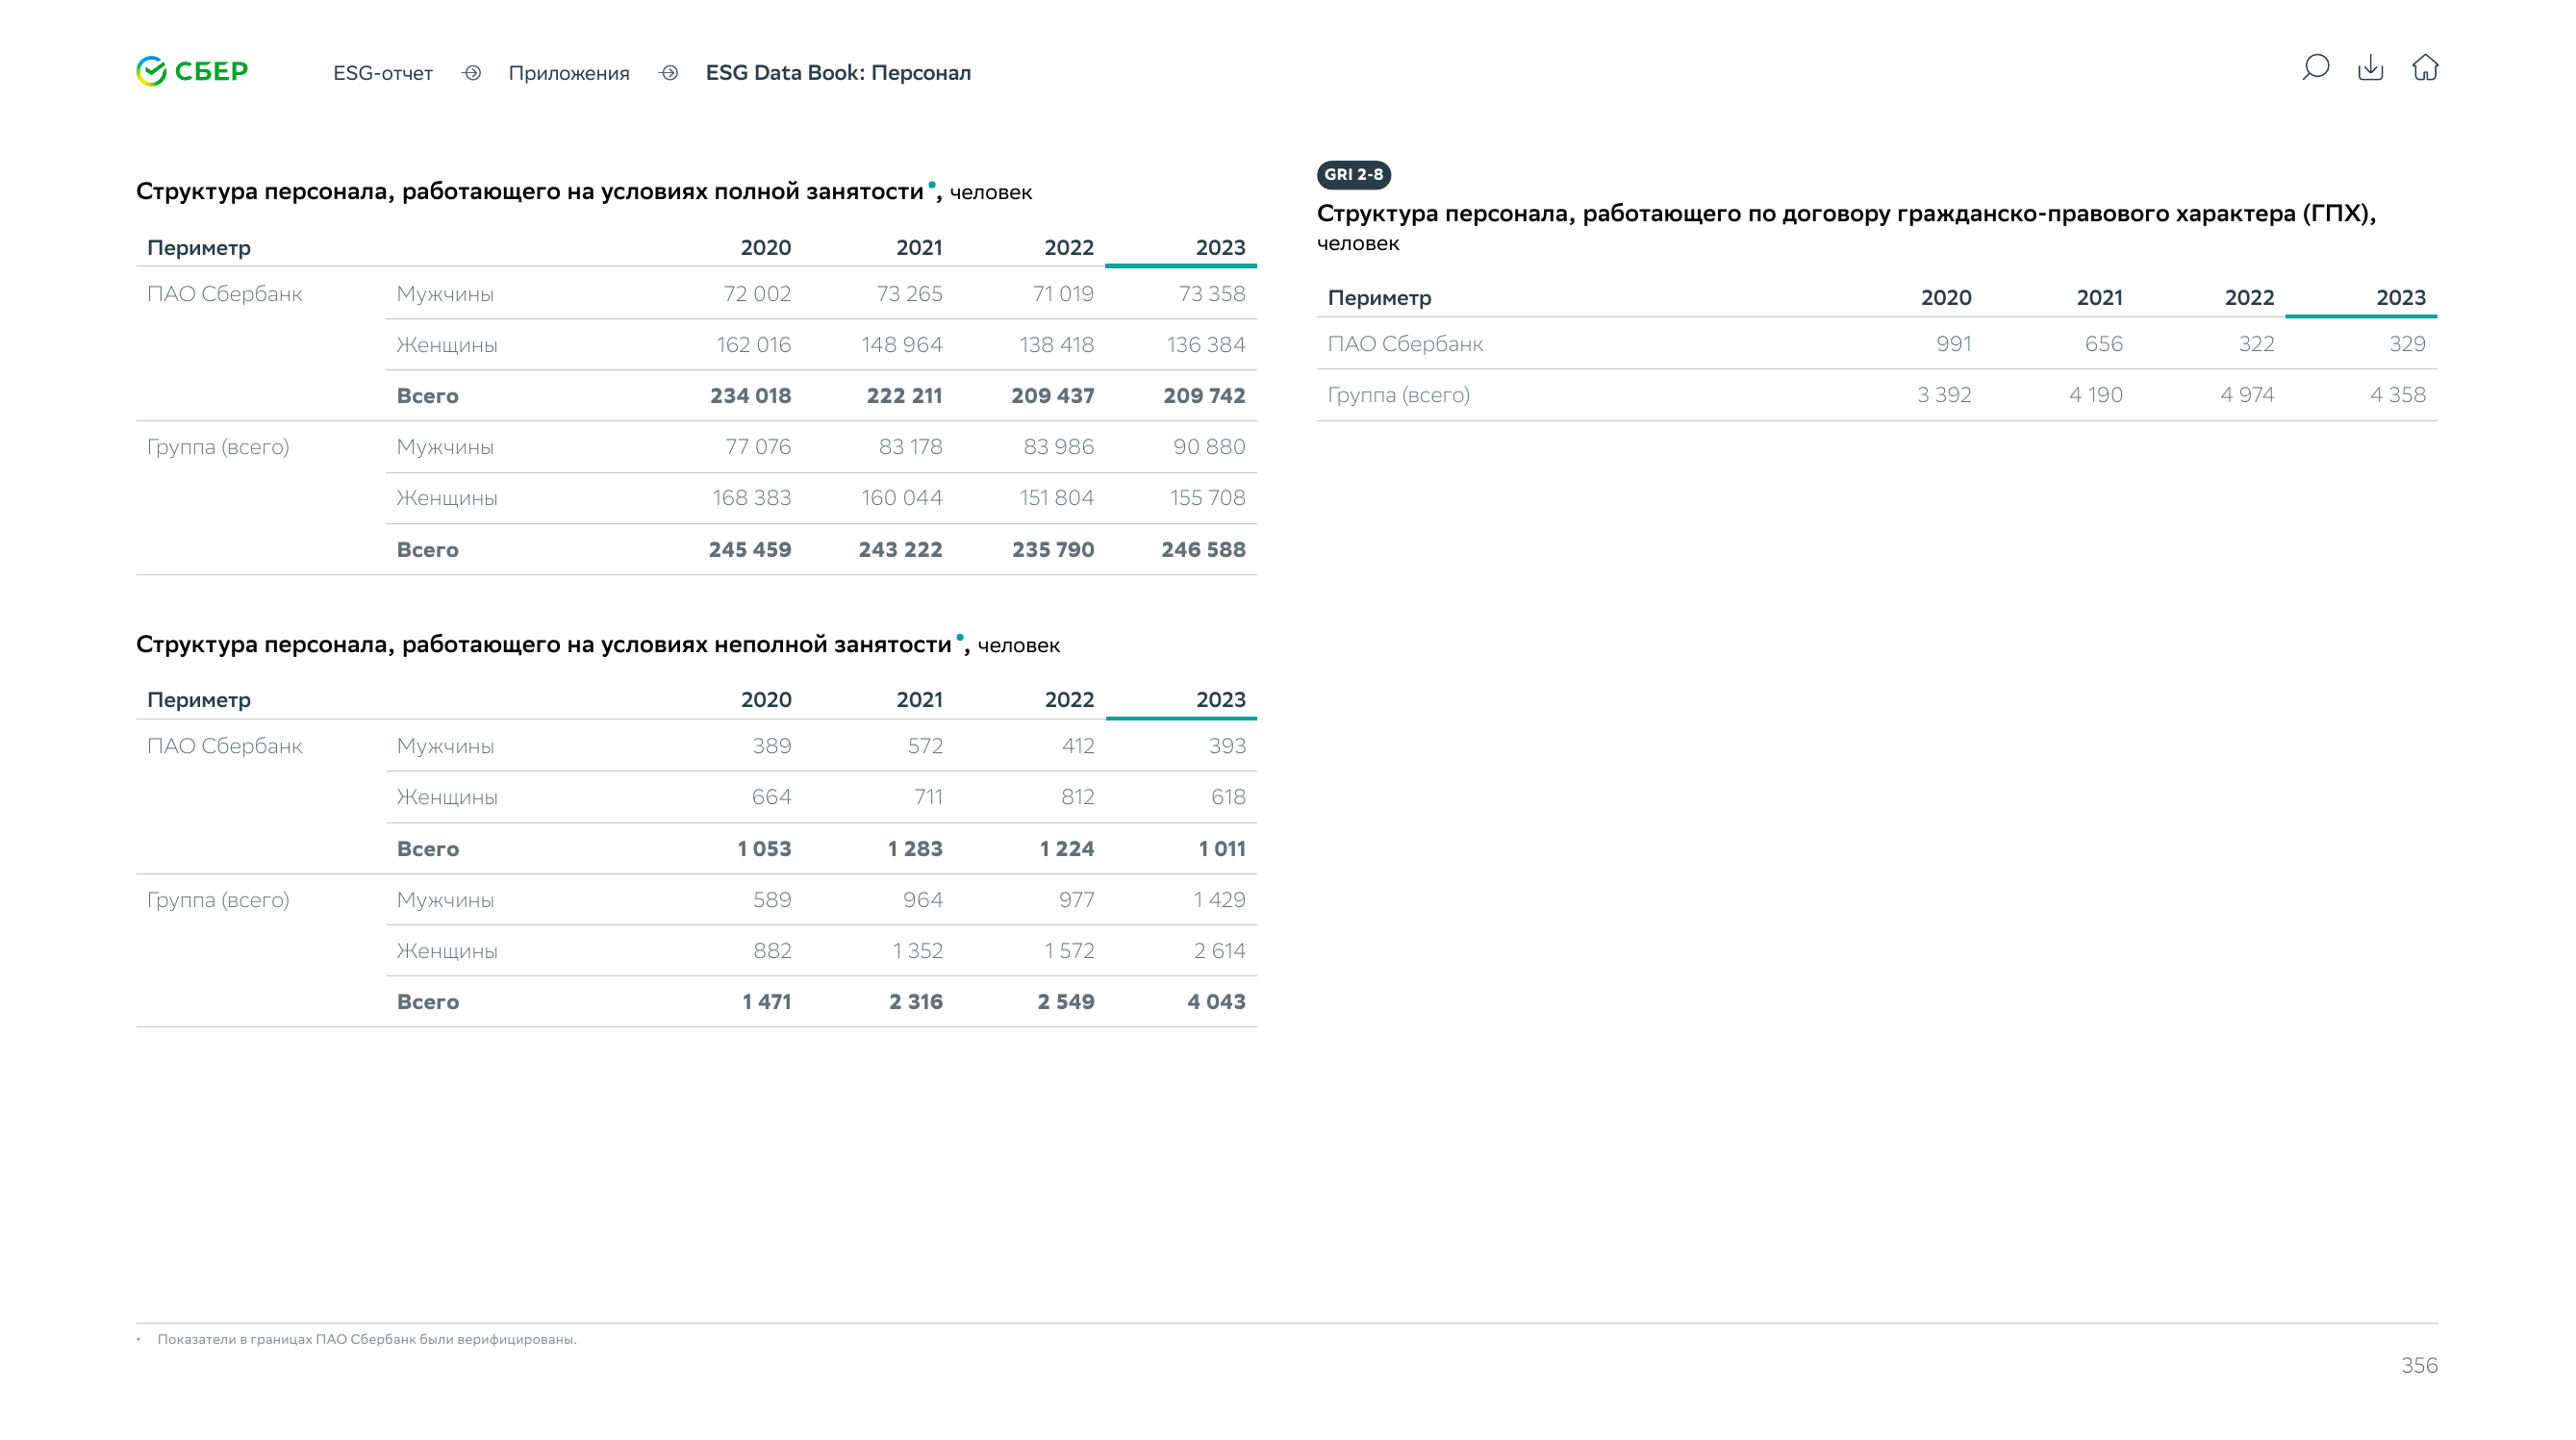 СБЕР ESG-отчет Приложения ESG Data Book: Персонал
Структура персонала, работающего на условиях полной занятости•, человек
Периметр 2020 2021 2022 2023
ПАО Сбербанк Мужчины 72 002 73 265 71 019 73 358
Женщины 162 016 148 964 138 418 136 384
Всего 234 018 222 211 209 437 209 742
Группа (всего) Мужчины 77 076 83 178 83 986 90 880
Женщины 168 383 160 044 151 804 155 708
Всего 245 459 243 222 235 790 246 588
Структура персонала, работающего на условиях неполной занятости•, человек
Периметр 2020 2021 2022 2023
ПАО Сбербанк Мужчины 389 572 412 393
Женщины 664 711 812 618
Всего 1 053 1 283 1 224 1 011
Группа (всего) Мужчины 589 964 977 1 429
Женщины 882 1 352 1 572 2 614
Всего 1 471 2 316 2 549 4 043
GRI 2-8
Структура персонала, работающего по договору гражданско-правового характера (ГПХ),
человек
Периметр 2020 2021 2022 2023
ПАО Сбербанк 991 656 322 329
Группа (всего) 3 392 4 190 4 974 4 358
• Показатели в границах ПАО Сбербанк были верифицированы.
356